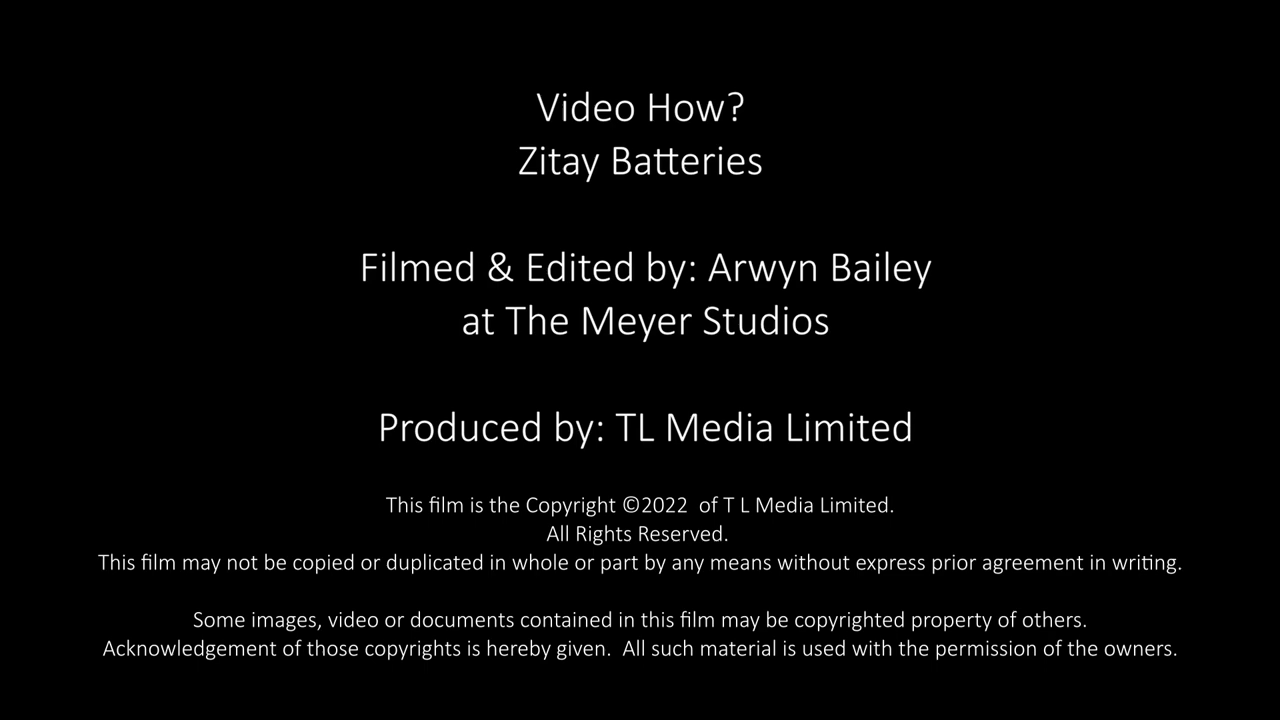 Video How?
Zitay Batteries
Filmed & Edited by: Arwyn Bailey
at The Meyer Studios
Produced by: TL Media Limited
This film is the Copyright ©2022  of T L Media Limited.
All Rights Reserved.
This film may not be copied or duplicated in whole or part by any means without express prior agreement in writing.
Some images, video or documents contained in this film may be copyrighted property of others.
Acknowledgement of those copyrights is hereby given.  All such material is used with the permission of the owners.